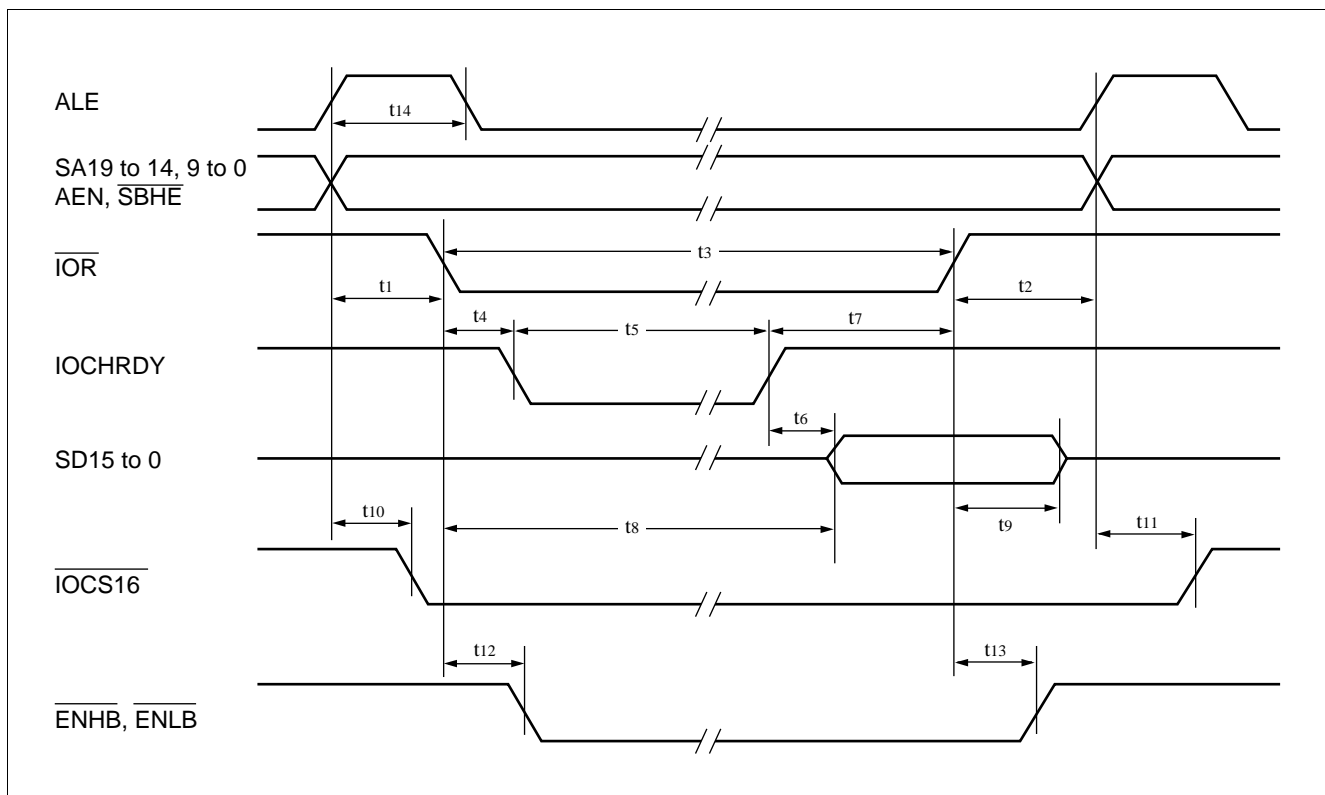 ALE
t14
SA19 to 14, 9 to 0
AEN, SBHE
t3
IOR
t1
t2
t4
t5
t7
IOCHRDY
t6
SD15 to 0
t10
t8
t9
t11
IOCS16
t12
t13
ENHB, ENLB